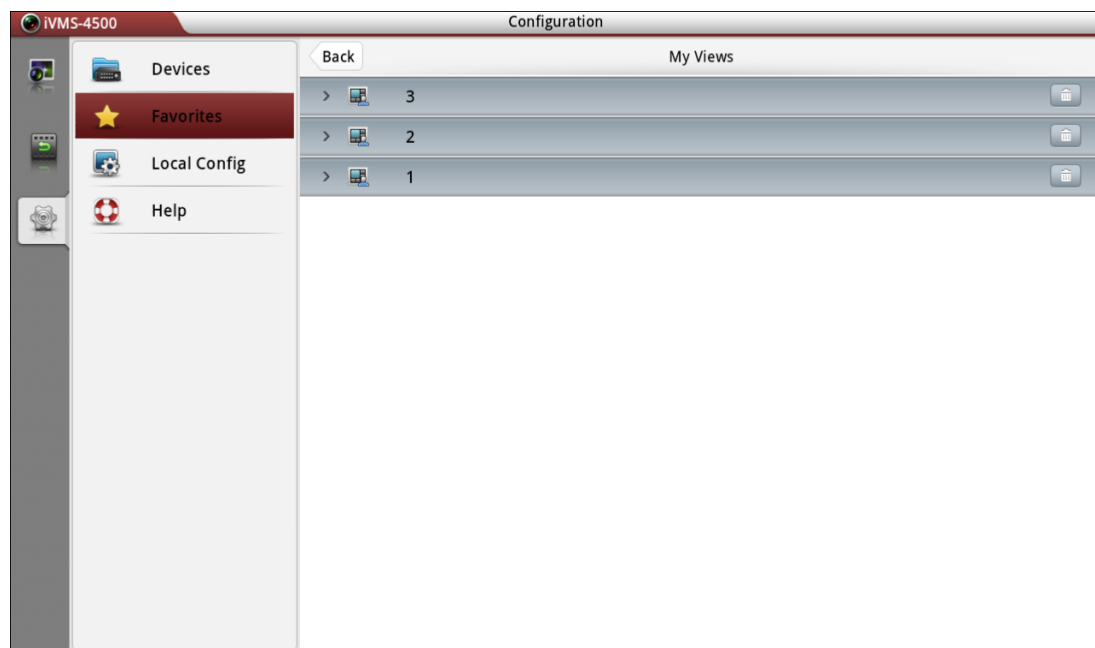 iVMS-4500
Configuration
Devices
Favorites
Local Config
Help
Back
My Views
3
2
1